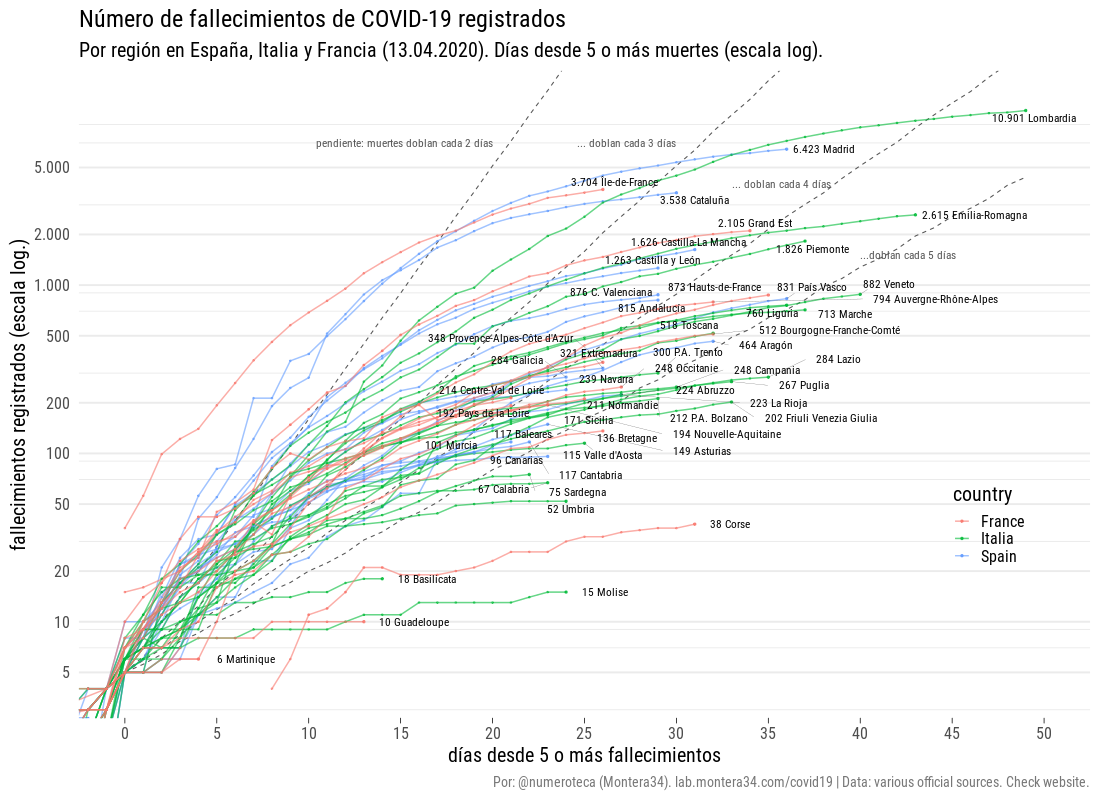 Número de fallecimientos de COVID-19 registrados
Por región en España, Italia y Francia (13.04.2020). Días desde 5 o más muertes (escala log).
fallecimientos registrados (escala log.)
5.000
2.000
1.000
500
200
100
50
20
10
5
pendiente: muertes doblan cada 2 días
... doblan cada 3 días
... doblan cada 4 días
...doblan cada 5 días
10.901 Lombardia
6.423 Madrid
3.704 Île-de-France
3.538 Cataluña
2.105 Grand Est
2.615 Emilia-Romagna
1.626 Castilla-La Mancha
1.826 Piemonte
1.263 Castilla y León
876 C. Valenciana
873 Hauts-de-France
831 País Vasco
882 Veneto
794 Auvergne-Rhône-Alpes
815 Andalucía
760 Liguria
713 Marche
518 Toscana
512 Bourgogne-Franche-Comté
348 Provence-Alpes-Côte d'Azur
464 Aragón
284 Galicia
321 Extremadura
300 P.A. Trento
284 Lazio
248 Occitanie
248 Campania
239 Navarra
267 Puglia
214 Centre-Val de Loiré
224 Abruzzo
223 La Rioja
211 Normandie
192 Pays de la Loire
171 Sicilia
212 P.A. Bolzano
202 Friuli Venezia Giulia
117 Baleares
136 Bretagne
194 Nouvelle-Aquitaine
101 Murcia
149 Asturias
96 Canarias
115 Valle d'Aosta
117 Cantabria
67 Calabria
75 Sardegna
52 Umbria
38 Corse
18 Basilicata
15 Molise
10 Guadeloupe
6 Martinique
country
France
Italia
Spain
0
5
10
15
20
25
30
35
40
45
50
días desde 5 o más fallecimientos
Por: @numeroteca (Montera34). lab.montera34.com/covid19 | Data: various official sources. Check website.